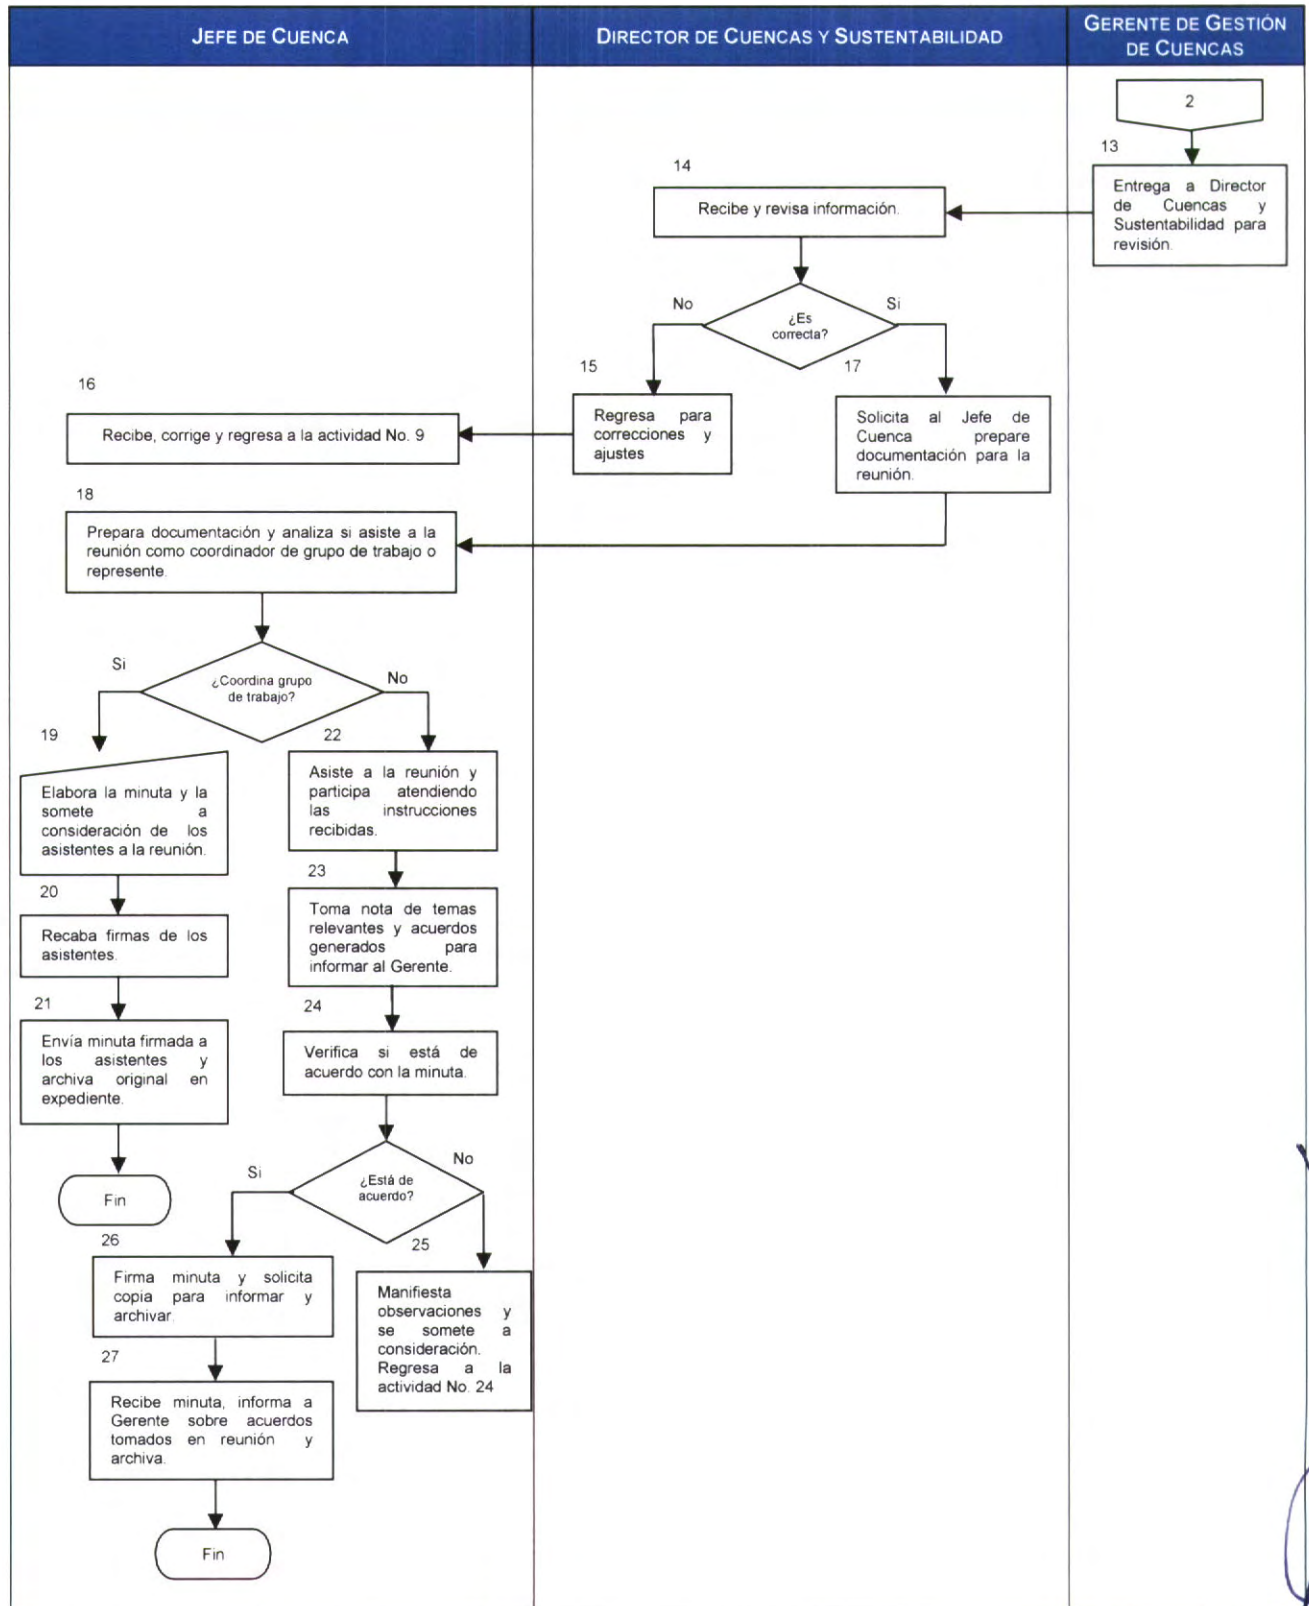 JEFE DE CUENCA
DIRECTOR DE CUENCAS Y SUSTENTABILIDAD
GERENTE DE GESTIÓN
DE CUENCAS
2
13
Entrega a Director
de Cuencas y
Sustentabilidad para
revisión.
14
Recibe y revisa información.
¿Es
correcta?
No
Si
15
Regresa para
correcciones y
ajustes
16
Recibe, corrige y regresa a la actividad No. 9
17
Solicita al Jefe de
Cuenca prepare
documentación para la
reunión.
18
Prepara documentación y analiza si asiste a la
reunión como coordinador de grupo de trabajo o
represente.
¿Coordina grupo
de trabajo?
Si
No
19
Elabora la minuta y la
somete a
consideración de los
asistentes a la reunión.
20
Recaba firmas de los
asistentes.
21
Envía minuta firmada a
los asistentes y
archiva original en
expediente.
Fin
22
Asiste a la reunión y
participa atendiendo
las instrucciones
recibidas.
23
Toma nota de temas
relevantes y acuerdos
generados para
informar al Gerente.
24
Verifica si está de
acuerdo con la minuta.
¿Está de
acuerdo?
Si
No
25
Manifiesta
observaciones y
se somete a
consideración.
Regresa a la
actividad No. 24
26
Firma minuta y solicita
copia para informar y
archivar.
27
Recibe minuta, informa a
Gerente sobre acuerdos
tomados en reunión y
archiva.
Fin